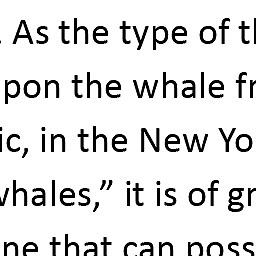 . As the type of t
pon the whale fr
ic, in the New Yo
whales,” it is of gr
ne that can poss